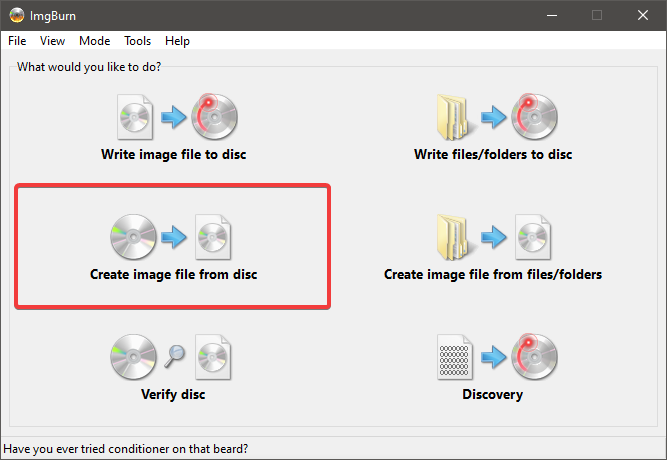 ImgBurn
File View Mode Tools Help
What would you like to do?
Write image file to disc
Write files/folders to disc
Create image file from disc
Create image file from files/folders
Verify disc
Discovery
Have you ever tried conditioner on that beard?